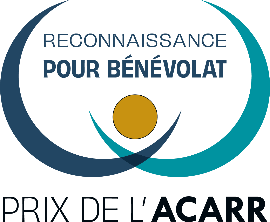 RECONNAISSANCE
POUR BÉNÉVOLAT
PRIX DE L'ACARR